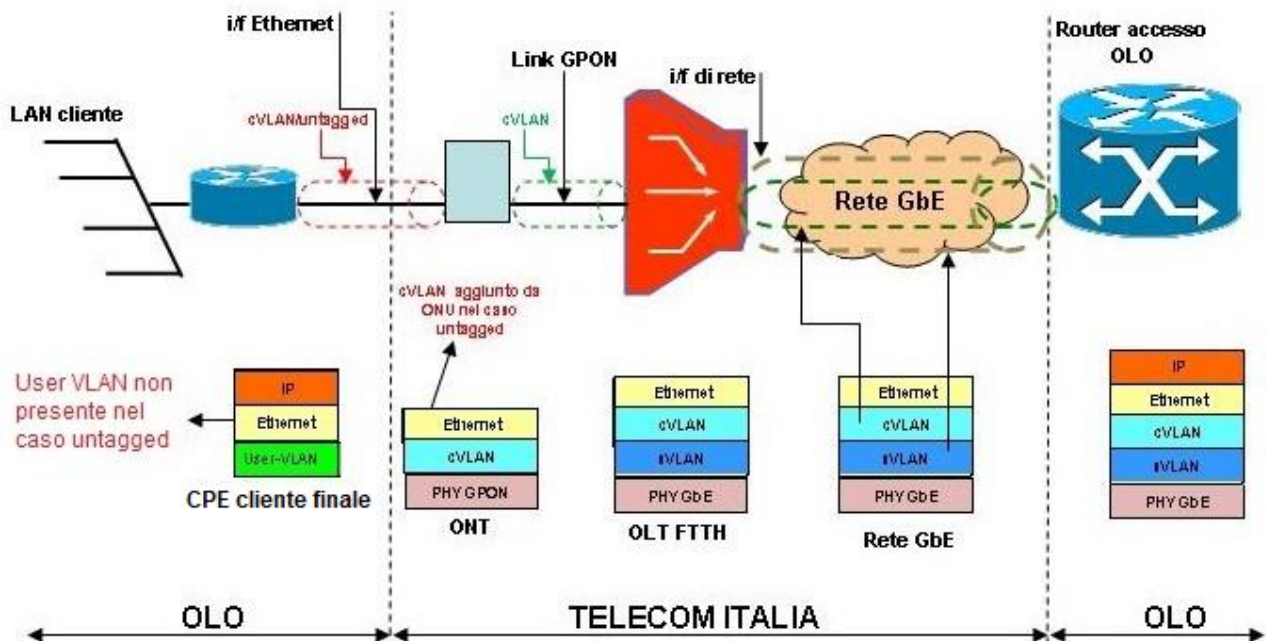 i/f Ethernet
Router accesso
OLO
Link GPON
i/f di rete
LAN cliente
cVLAN/untagged
cVLAN
Rete GbE
cVLAN aggiunto da
ONU nel caso
untagged
User VLAN non
presente nel
caso untagged
IP
Ethernet
User-VLAN
CPE cliente finale
Ethernet
cVLAN
PHY GPON
ONT
Ethernet
cVLAN
PHY GbE
OLT FTTH
Ethernet
cVLAN
PHY GbE
Rete GbE
IP
Ethernet
cVLAN
PHY GbE
OLO
TELECOM ITALIA
OLO